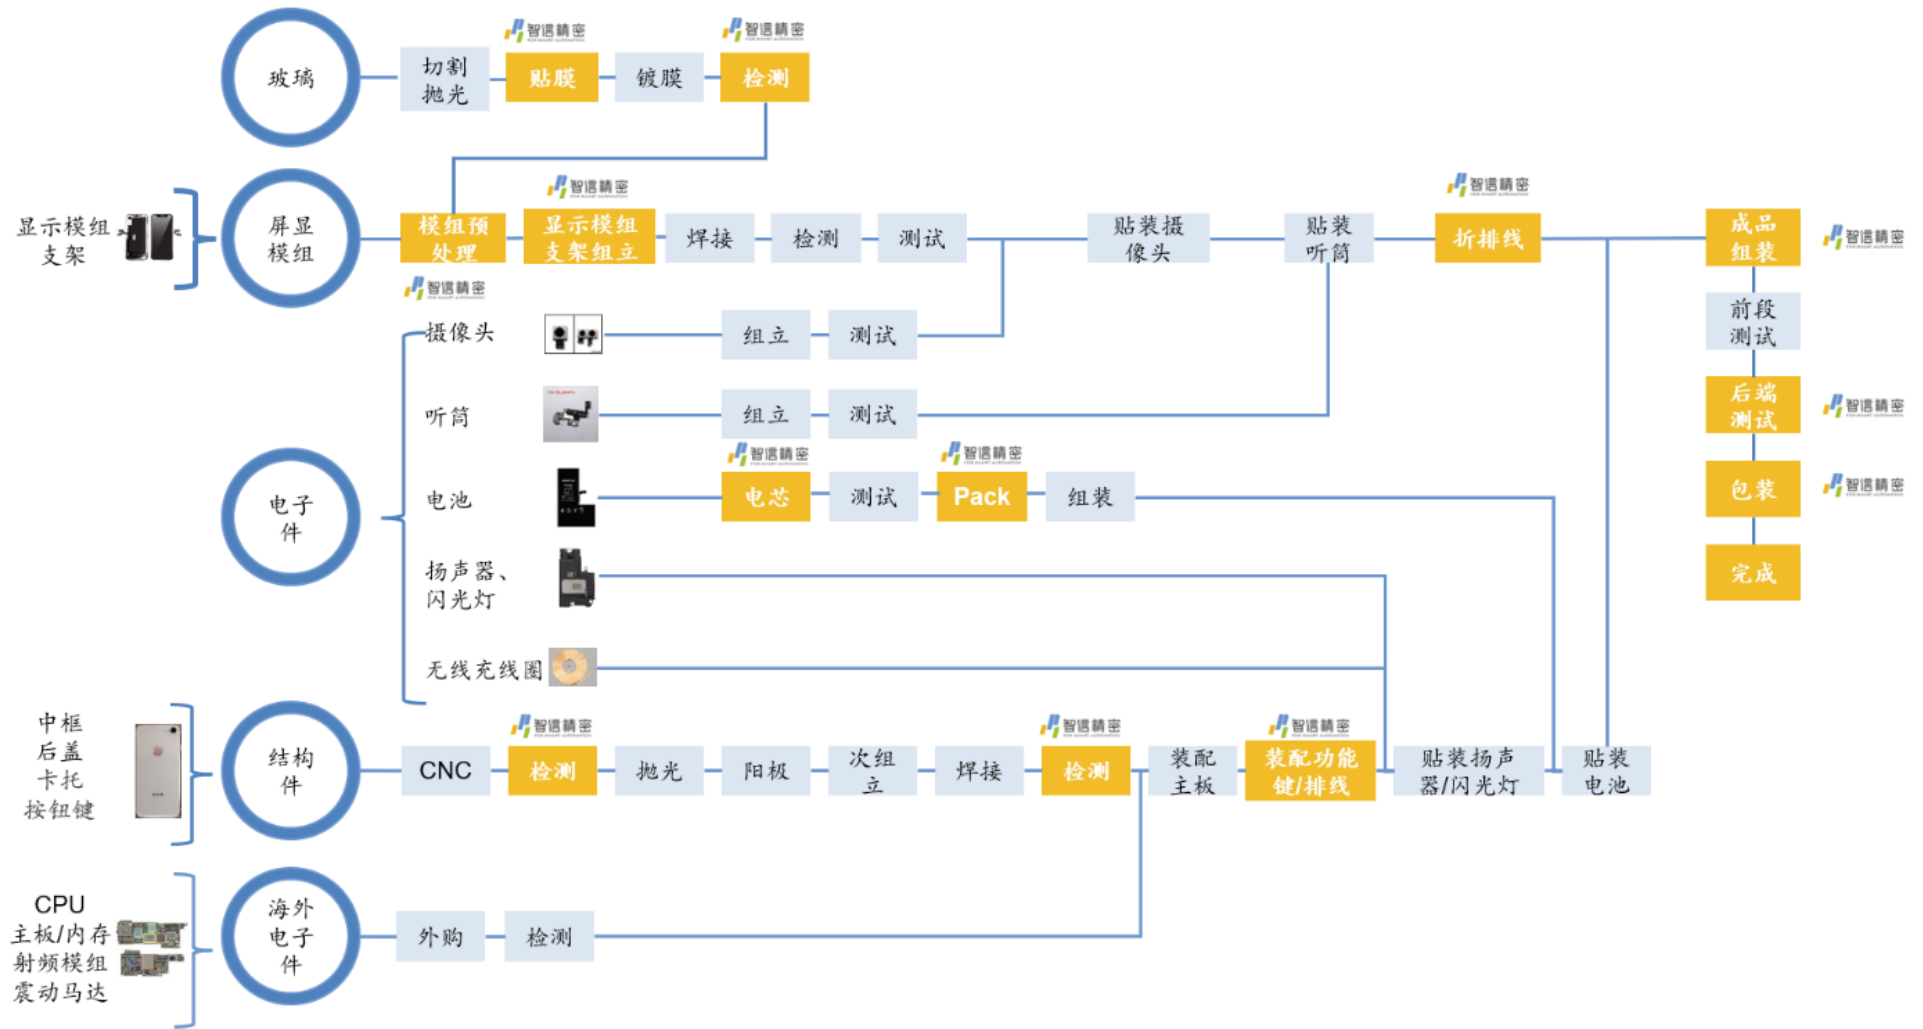 智信精密
智信精密
玻璃
切割
抛光
贴膜
镀膜
检测
智信精密
智信精密
显示模组
支架
屏显
模组
模组预
处理
显示模组
支架组立
焊接
检测
测试
贴装摄
像头
贴装
听筒
折排线
成品
组装
智信精密
智信精密
前段
测试
摄像头
组立
测试
后端
测试
智信精密
听筒
组立
测试
智信精密
智信精密
电子
件
电池
电芯
测试
Pack
组装
包装
智信精密
扬声器、
闪光灯
完成
无线充线圈
智信精密
智信精密
智信精密
中框
后盖
卡托
按钮键
结构
件
CNC
检测
抛光
阳极
次组
立
焊接
检测
装配
主板
装配功能
键/排线
贴装扬声
器/闪光灯
贴装
电池
CPU
主板/内存
射频模组
震动马达
海外
电子
件
外购
检测